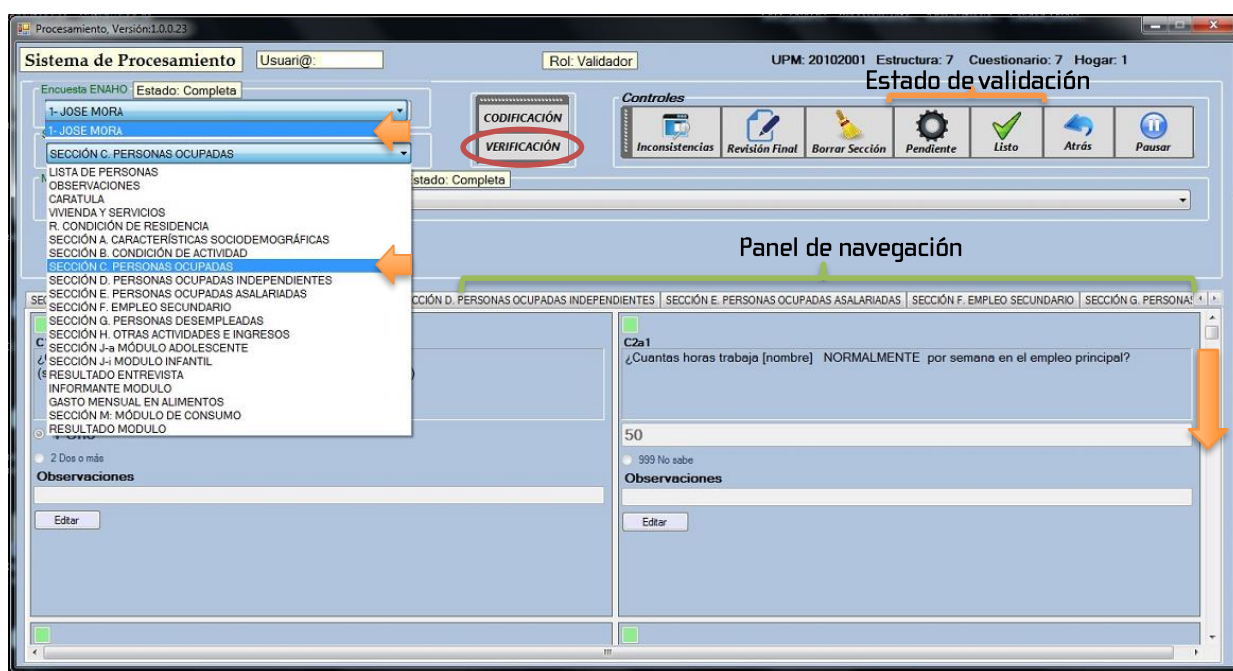 Procesamiento, Versión:1.0.0.23
Sistema de Procesamiento
Usuari@:
Rol: Validador
UPM: 20102001 Estructura: 7 Cuestionario: 7 Hogar: 1
Estado de validación
Encuesta ENAHO
Estado: Completa
1- JOSE MORA
1- JOSE MORA
SECCIÓN C. PERSONAS OCUPADAS
CODIFICACIÓN
VERIFICACIÓN
Controles
Inconsistencias
Revisión Final
Borrar Sección
Pendiente
Listo
Atrás
Pausar
LISTA DE PERSONAS
OBSERVACIONES
CARATULA
VIVIENDA Y SERVICIOS
R. CONDICIÓN DE RESIDENCIA
SECCIÓN A. CARACTERÍSTICAS SOCIODEMOGRÁFICAS
SECCIÓN B. CONDICIÓN DE ACTIVIDAD
SECCIÓN C. PERSONAS OCUPADAS
SECCIÓN D. PERSONAS OCUPADAS INDEPENDIENTES
SECCIÓN E. PERSONAS OCUPADAS ASALARIADAS
SECCIÓN F. EMPLEO SECUNDARIO
SECCIÓN G. PERSONAS DESEMPLEADAS
SECCIÓN H. OTRAS ACTIVIDADES E INGRESOS
SECCIÓN J-a MÓDULO ADOLESCENTE
SECCIÓN J-i MODULO INFANTIL
RESULTADO ENTREVISTA
INFORMANTE MODULO
GASTO MENSUAL EN ALIMENTOS
SECCIÓN M: MÓDULO DE CONSUMO
RESULTADO MODULO
stado: Completa
Panel de navegación
CCIÓN D. PERSONAS OCUPADAS INDEPENDIENTES
SECCIÓN E. PERSONAS OCUPADAS ASALARIADAS
SECCIÓN F. EMPLEO SECUNDARIO
SECCIÓN G. PERSONAS
2 Dos o más
Observaciones
Editar
C2a1
¿Cuantas horas trabaja [nombre] NORMALMENTE por semana en el empleo principal?
50
999 No sabe
Observaciones
Editar